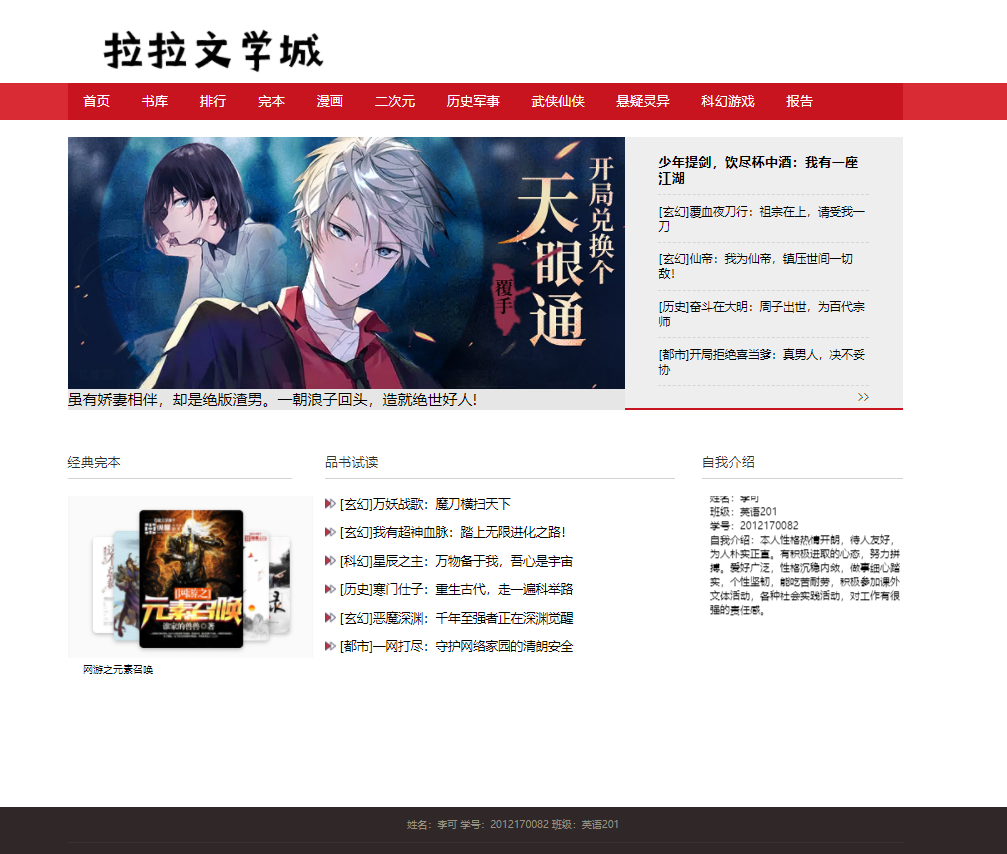 拉拉文学城
首页 书库 排行 完本 漫画 二次元 历史军事 武侠仙侠 悬疑灵异 科幻游戏 报告
开局兑换个
天眼通
覆手
虽有娇妻相伴，却是绝版渣男。一朝浪子回头，造就绝世好人!
少年提剑，饮尽杯中酒：我有一座
江湖
[玄幻]覆血夜刀行：祖宗在上，请受我一
刀
[玄幻]仙帝：我为仙帝，镇压世间一切
敌!
[历史]奋斗在大明：周子出世，为百代宗
师
[都市]开局拒绝喜当爹：真男人，决不妥
协
>>
经典完本
网游之
元素召唤
谁家的兽兽◎著
网游之元素召唤
品书试读
[玄幻]万妖战歌：魔刀横扫天下
[玄幻]我有超神血脉：踏上无限进化之路!
[科幻]星辰之主：万物备于我，吾心是宇宙
[历史]寒门仕子：重生古代，走一遍科举路
[玄幻]恶魔深渊：千年至强者正在深渊觉醒
[都市]一网打尽：守护网络家园的清朗安全
自我介绍
姓名：李可
班级：英语201
学号：2012170082
自我介绍：本人性格热情开朗，待人友好，
为人朴实正直。有积极进取的心态，努力拼
搏。爱好广泛，性格沉稳内敛，做事细心踏
实，个性坚韧，能吃苦耐劳，积极参加课外
文体活动，各种社会实践活动，对工作有很
强的责任感。
姓名：李可 学号：2012170082 班级：英语201